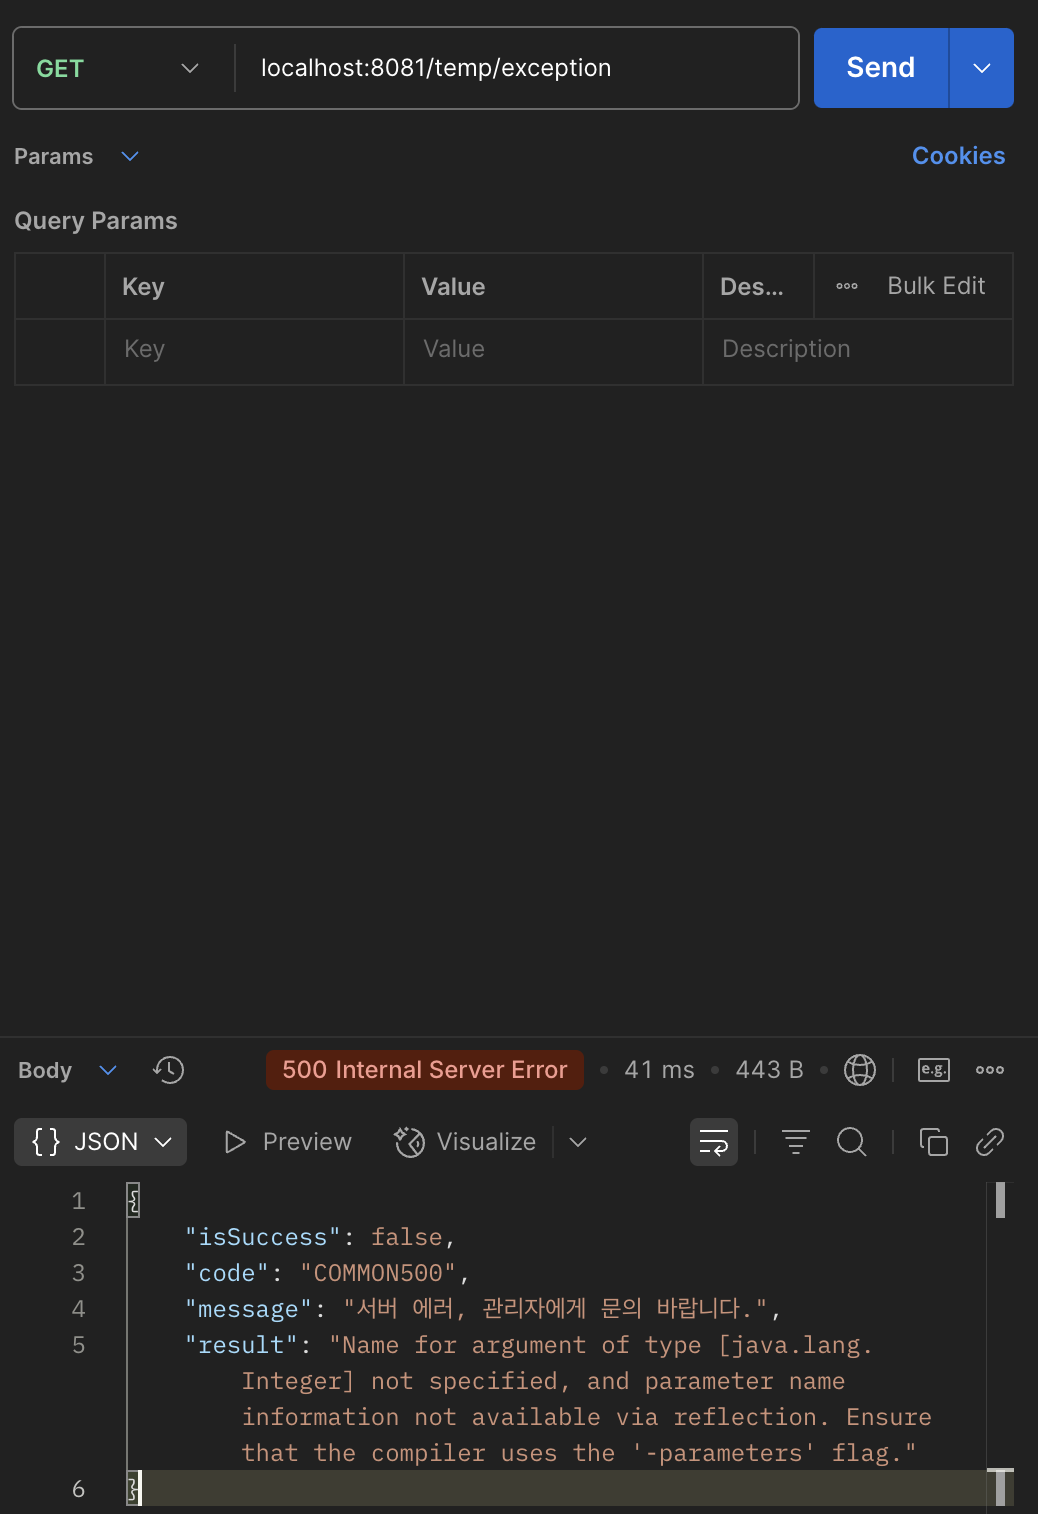 GET localhost:8081/temp/exception Send
Params Cookies
Query Params
Key Value Des... Bulk Edit
Key Value Description
Body 500 Internal Server Error 41 ms 443 B e.g.
{ } JSON Preview Visualize
1 {
2 "isSuccess": false,
3 "code": "COMMON500",
4 "message": "서버 에러, 관리자에게 문의 바랍니다.",
5 "result": "Name for argument of type [java.lang.
Integer] not specified, and parameter name
information not available via reflection. Ensure
that the compiler uses the '-parameters' flag."
6 }